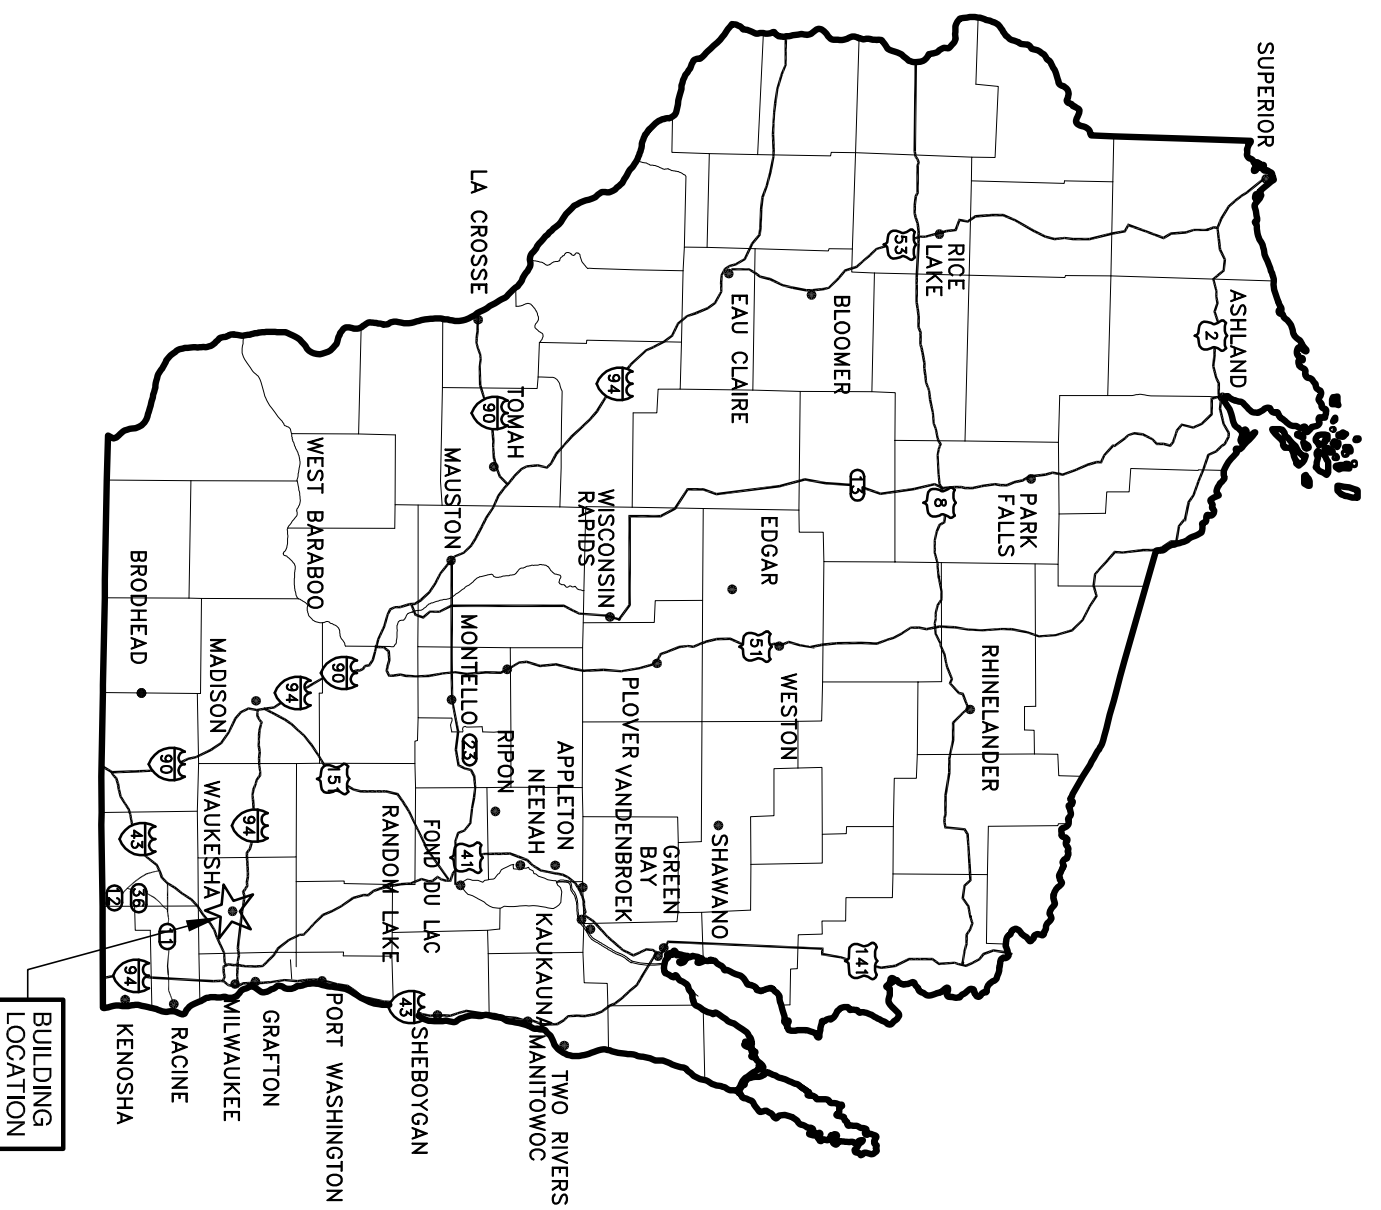 SUPERIOR
ASHLAND
2
RICE
LAKE
53
BLOOMER
EAU CLAIRE
94
LA CROSSE
90
TOMAH
MAUSTON
WISCONSIN
RAPIDS
13
8
PARK
FALLS
EDGAR
RHINELANDER
51
WESTON
PLOVER
WEST BARABOO
BRODHEAD
MADISON
90
94
MONTELLO
23
RIPON
APPLETON
NEENAH
VANDENBROEK
GREEN
BAY
SHAWANO
141
90
151
94
43
WAUKESHA
RANDOM LAKE
FOND DU LAC
41
KAUKAUNA
12
36
11
94
43
KENOSHA
RACINE
MILWAUKEE
GRAFTON
PORT WASHINGTON
SHEBOYGAN
MANITOWOC
TWO RIVERS
BUILDING
LOCATION